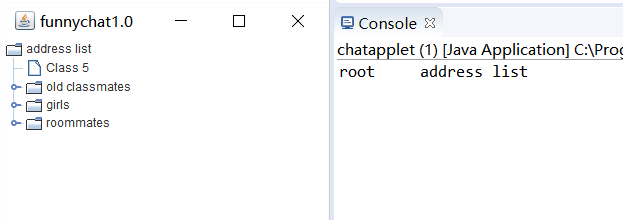 funnychat1.0
address list
Class 5
old classmates
girls
roommates
Console
chatapplet (1) [Java Application] C:\Prog
root address list